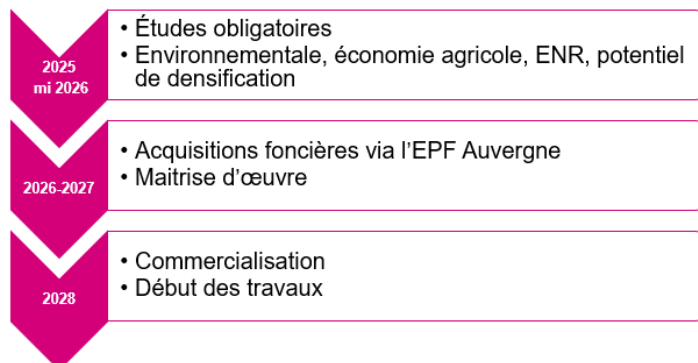 2025
mi 2026
• Études obligatoires
• Environnementale, économie agricole, ENR, potentiel
de densification
2026-2027
• Acquisitions foncières via l’EPF Auvergne
• Maitrise d’œuvre
2028
• Commercialisation
• Début des travaux